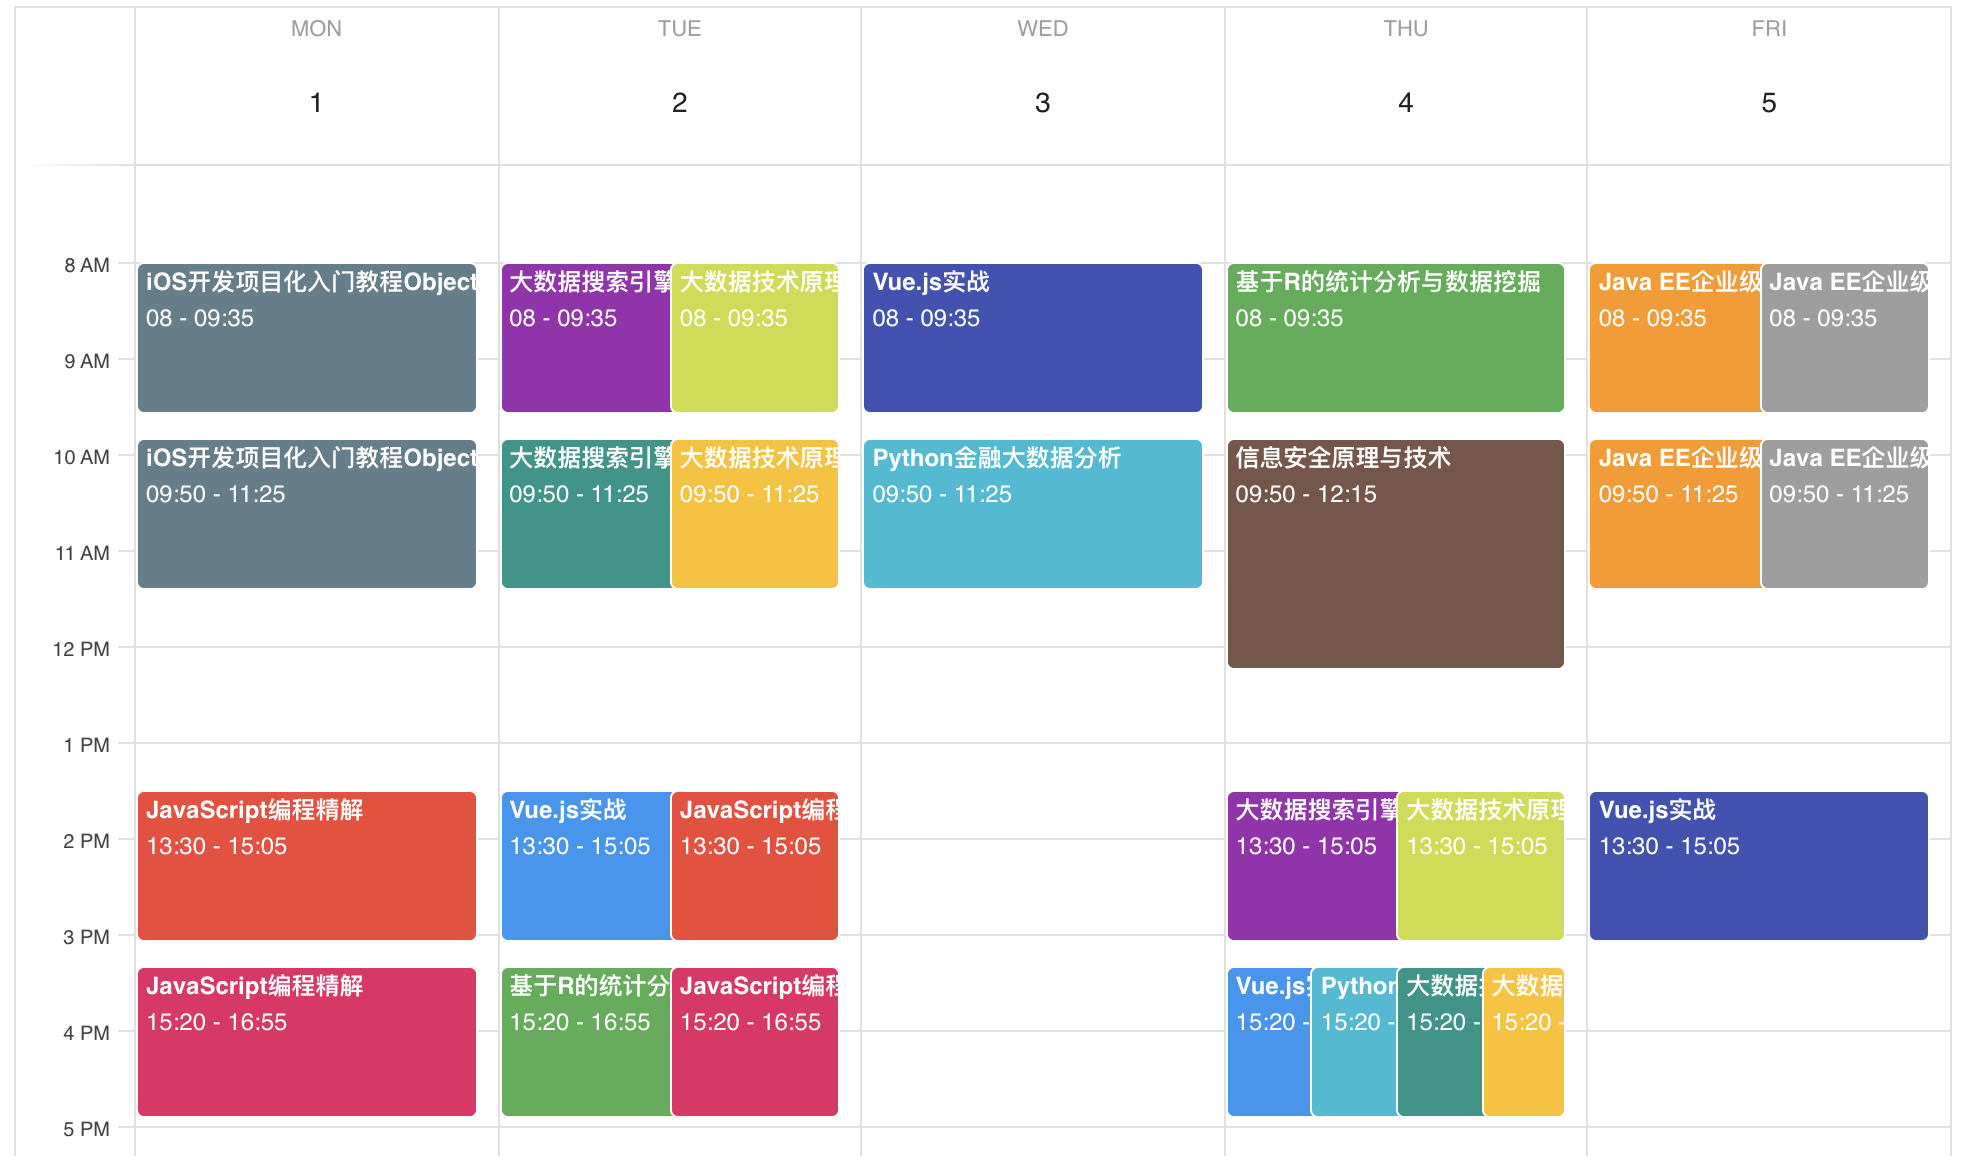 MON TUE WED THU FRI
1 2 3 4 5
8 AM
iOS开发项目化入门教程Object
08 - 09:35
大数据搜索引擎
08 - 09:35
大数据技术原理
08 - 09:35
Vue.js实战
08 - 09:35
基于R的统计分析与数据挖掘
08 - 09:35
Java EE企业级
08 - 09:35
Java EE企业级
08 - 09:35
9 AM
10 AM
iOS开发项目化入门教程Object
09:50 - 11:25
大数据搜索引擎
09:50 - 11:25
大数据技术原理
09:50 - 11:25
Python金融大数据分析
09:50 - 11:25
信息安全原理与技术
09:50 - 12:15
Java EE企业级
09:50 - 11:25
Java EE企业级
09:50 - 11:25
11 AM
12 PM
1 PM
JavaScript编程精解
13:30 - 15:05
Vue.js实战
13:30 - 15:05
JavaScript编程
13:30 - 15:05
大数据搜索引擎
13:30 - 15:05
大数据技术原理
13:30 - 15:05
Vue.js实战
13:30 - 15:05
2 PM
3 PM
JavaScript编程精解
15:20 - 16:55
基于R的统计分
15:20 - 16:55
JavaScript编程
15:20 - 16:55
Vue.js
15:20 -
Python
15:20 -
大数据
15:20 -
大数据
15:20 -
4 PM
5 PM